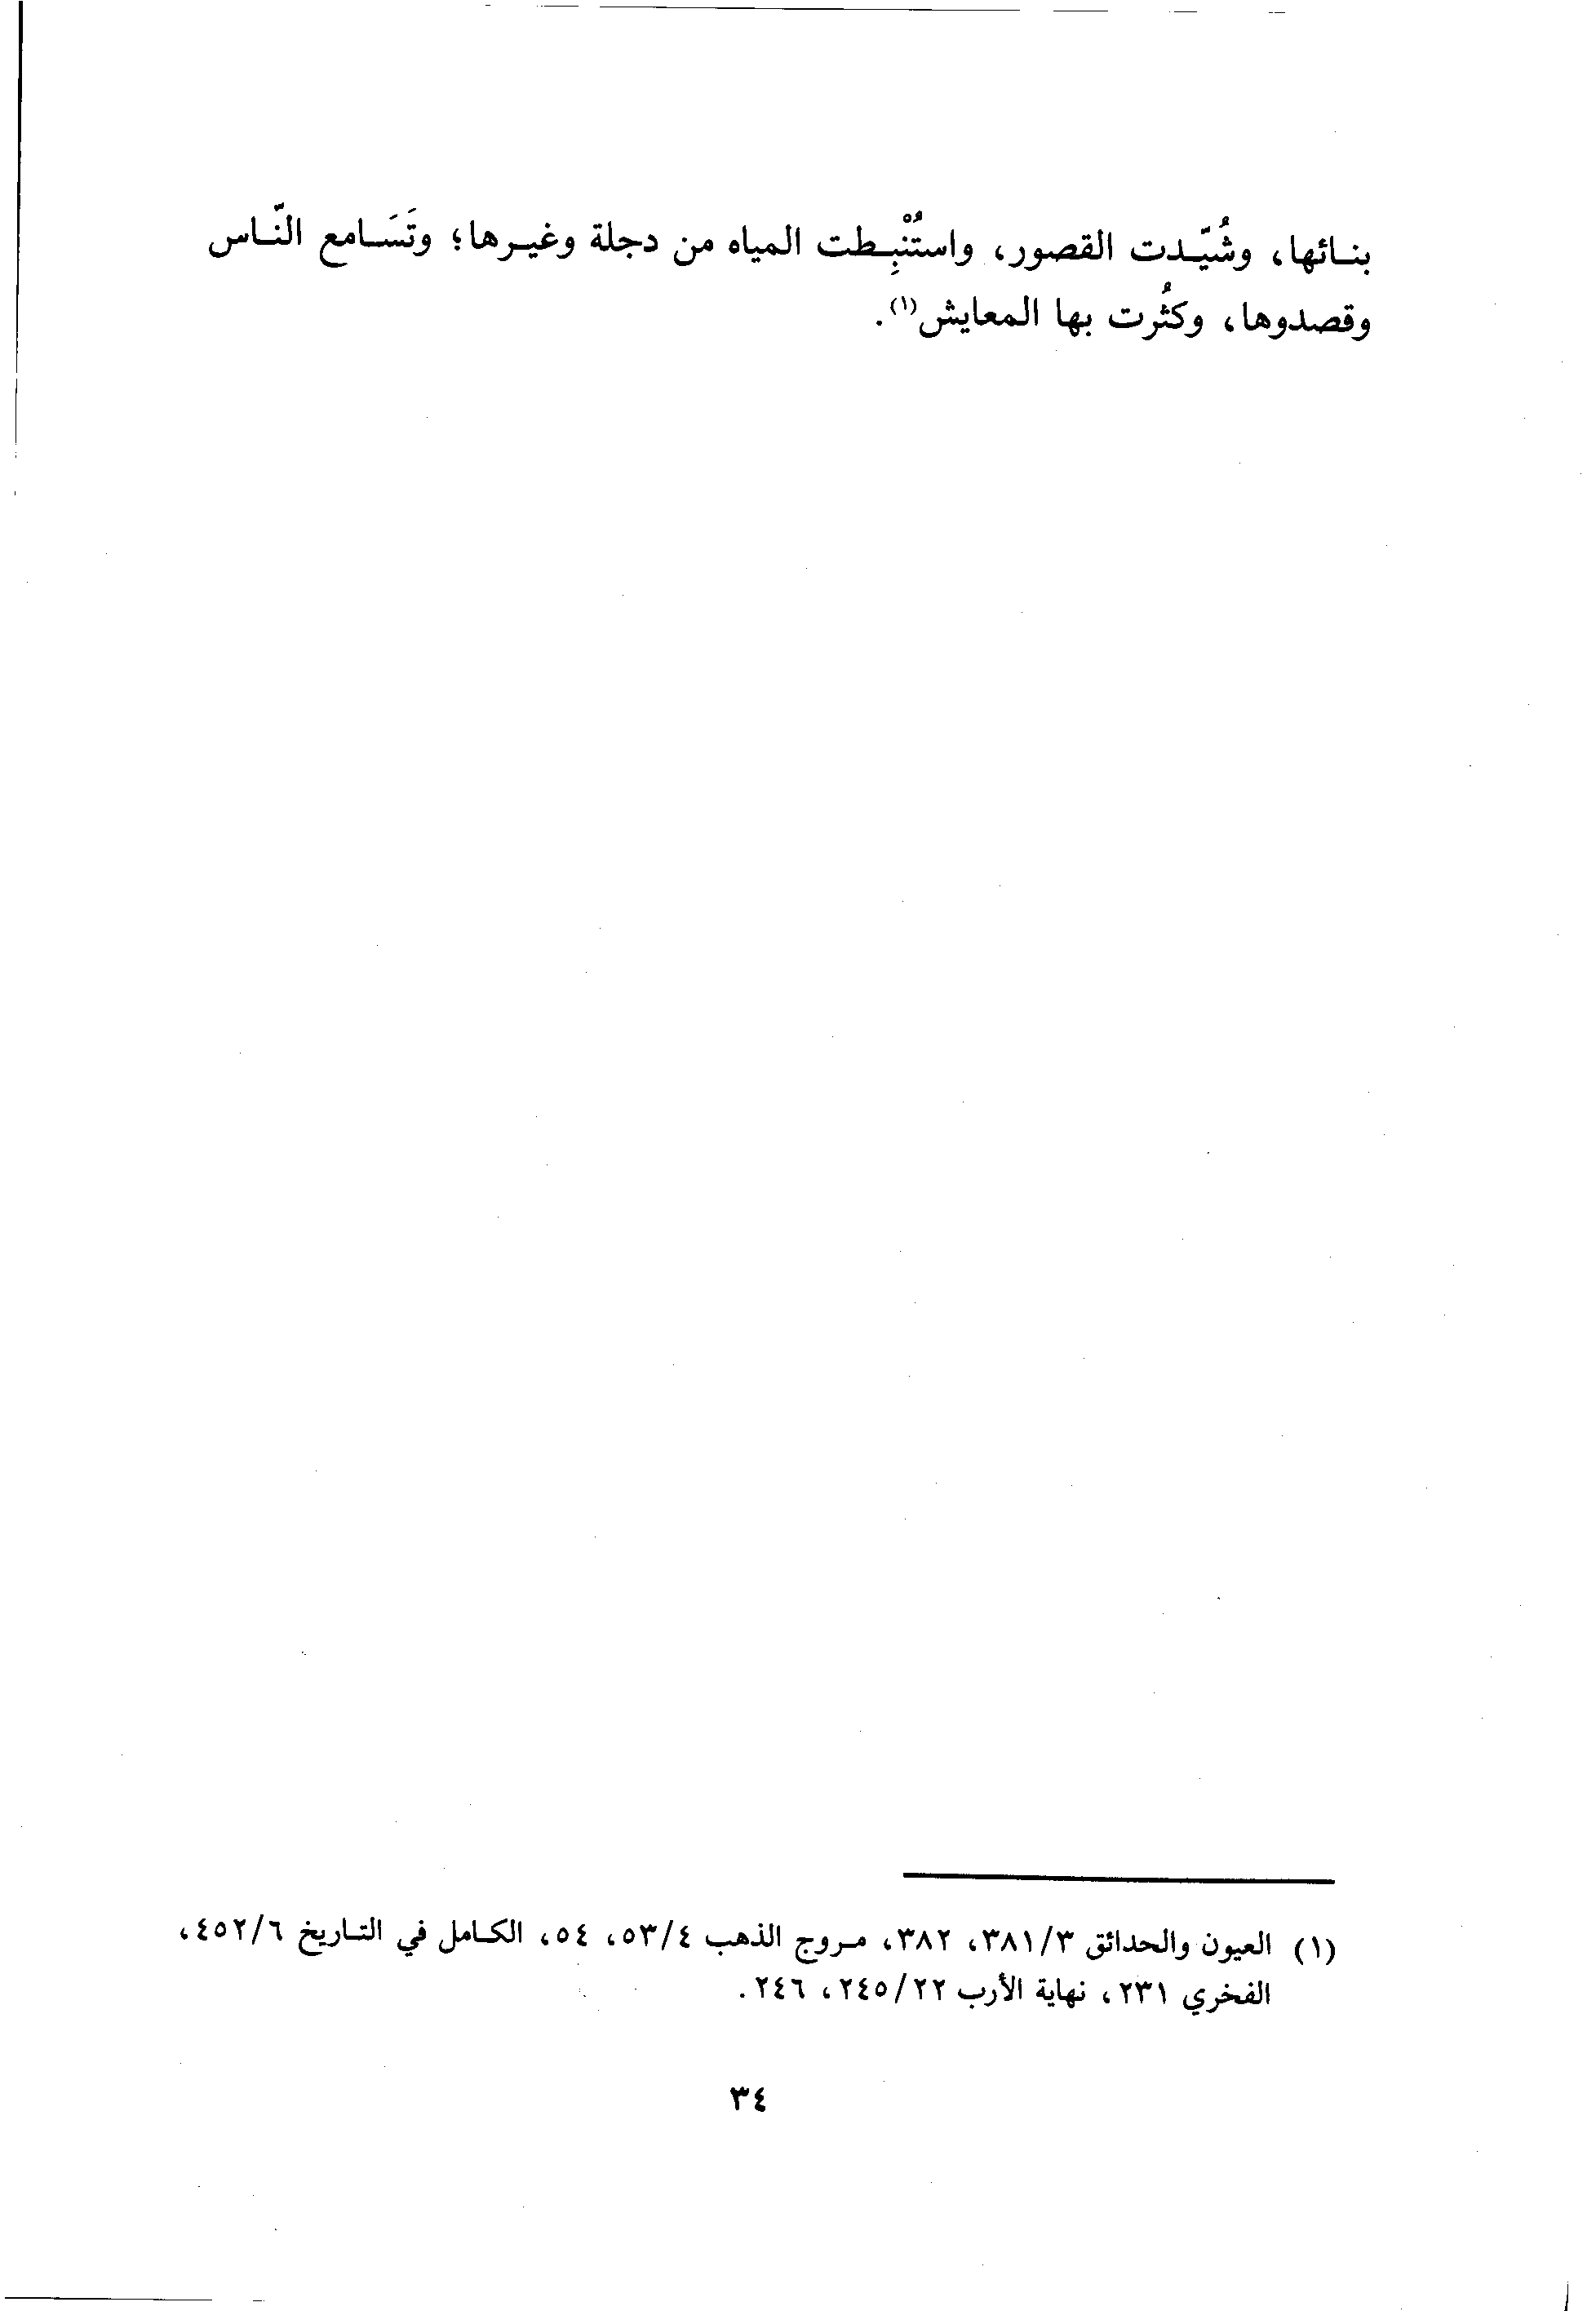 بنائها، وشُيّدت القصور، واستُنْبِطت المياه من دجلة وغيرها؛ وتَسَامع النّاس
وقصدوها، وكثُرت بها المعايش(١).
(١) العيون والحدائق ٣/٣٨١، ٣٨٢، مروج الذهب ٤/٥٣، ٥٤، الكامل في التاريخ ٦/٤٥٢،
الفخري ٢٣١، نهاية الأرب ٢٢/٢٤٥، ٢٤٦.
٣٤